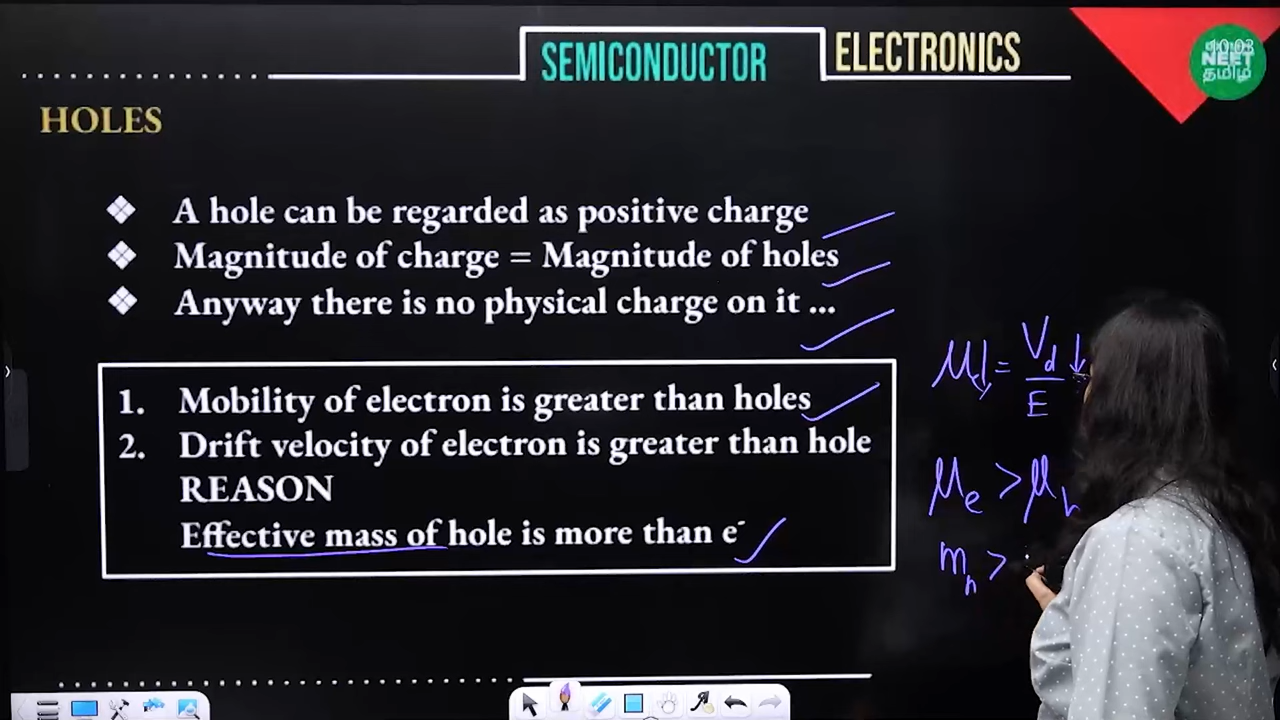 SEMICONDUCTOR ELECTRONICS
NEET
தமிழ்
HOLES
❖ A hole can be regarded as positive charge
❖ Magnitude of charge = Magnitude of holes
❖ Anyway there is no physical charge on it ...
1. Mobility of electron is greater than holes
2. Drift velocity of electron is greater than hole
REASON
Effective mass of hole is more than e⁻
μ↓ = V_d↓ / E
μ_e > μ_h
m_h >